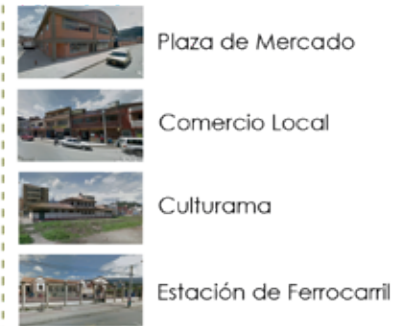 Plaza de Mercado
Comercio Local
Culturama
Estación de Ferrocarril